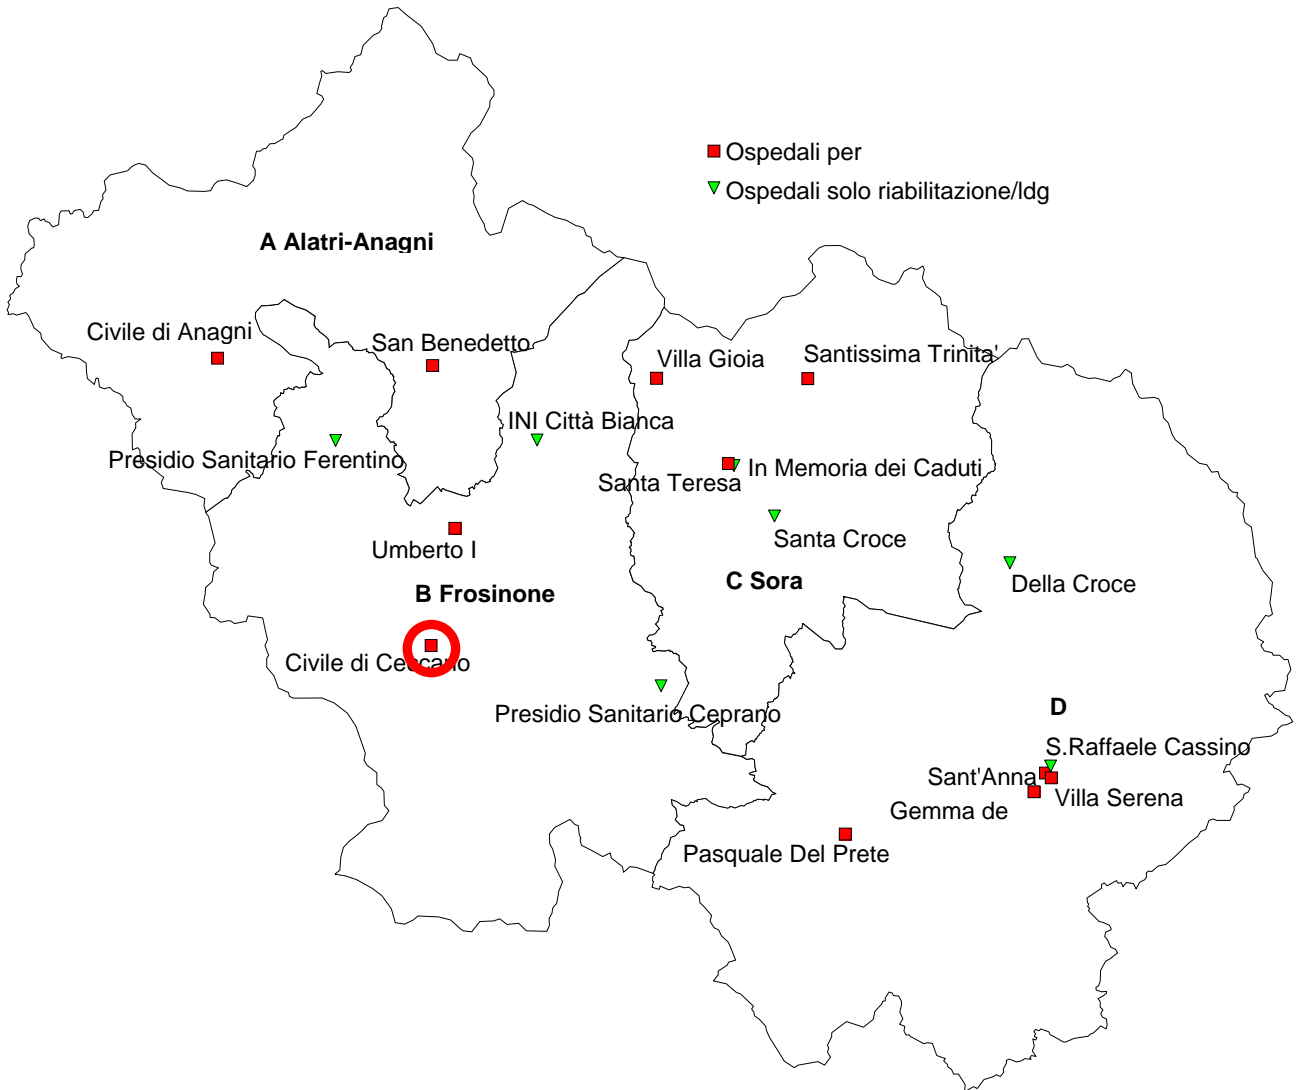 Ospedali per
Ospedali solo riabilitazione/ldg
A Alatri-Anagni
Civile di Anagni
San Benedetto
Villa Gioia
Santissima Trinita'
INI Città Bianca
Presidio Sanitario Ferentino
In Memoria dei Caduti
Santa Teresa
Santa Croce
Umberto I
C Sora
Della Croce
B Frosinone
Civile di Ceccano
Presidio Sanitario Ceprano
D
S.Raffaele Cassino
Sant'Anna
Villa Serena
Gemma de
Pasquale Del Prete